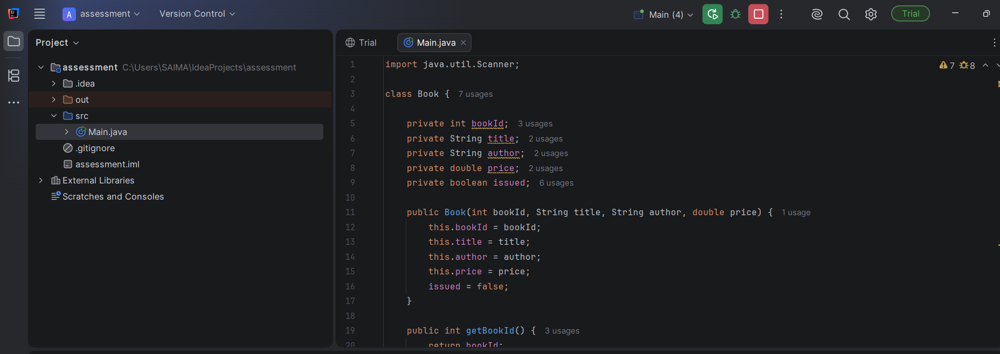 A assessment Version Control Main (4) Trial
Project
assessment C:\Users\SAIMA\IdeaProjects\assessment
.idea
out
src
Main.java
.gitignore
assessment.iml
External Libraries
Scratches and Consoles
Trial Main.java
7 8
1 import java.util.Scanner;
2
3 class Book { 7 usages
4
5 private int bookId; 3 usages
6 private String title; 2 usages
7 private String author; 2 usages
8 private double price; 2 usages
9 private boolean issued; 6 usages
10
11 public Book(int bookId, String title, String author, double price) { 1 usage
12 this.bookId = bookId;
13 this.title = title;
14 this.author = author;
15 this.price = price;
16 issued = false;
17 }
18
19 public int getBookId() { 3 usages
20 return bookId;